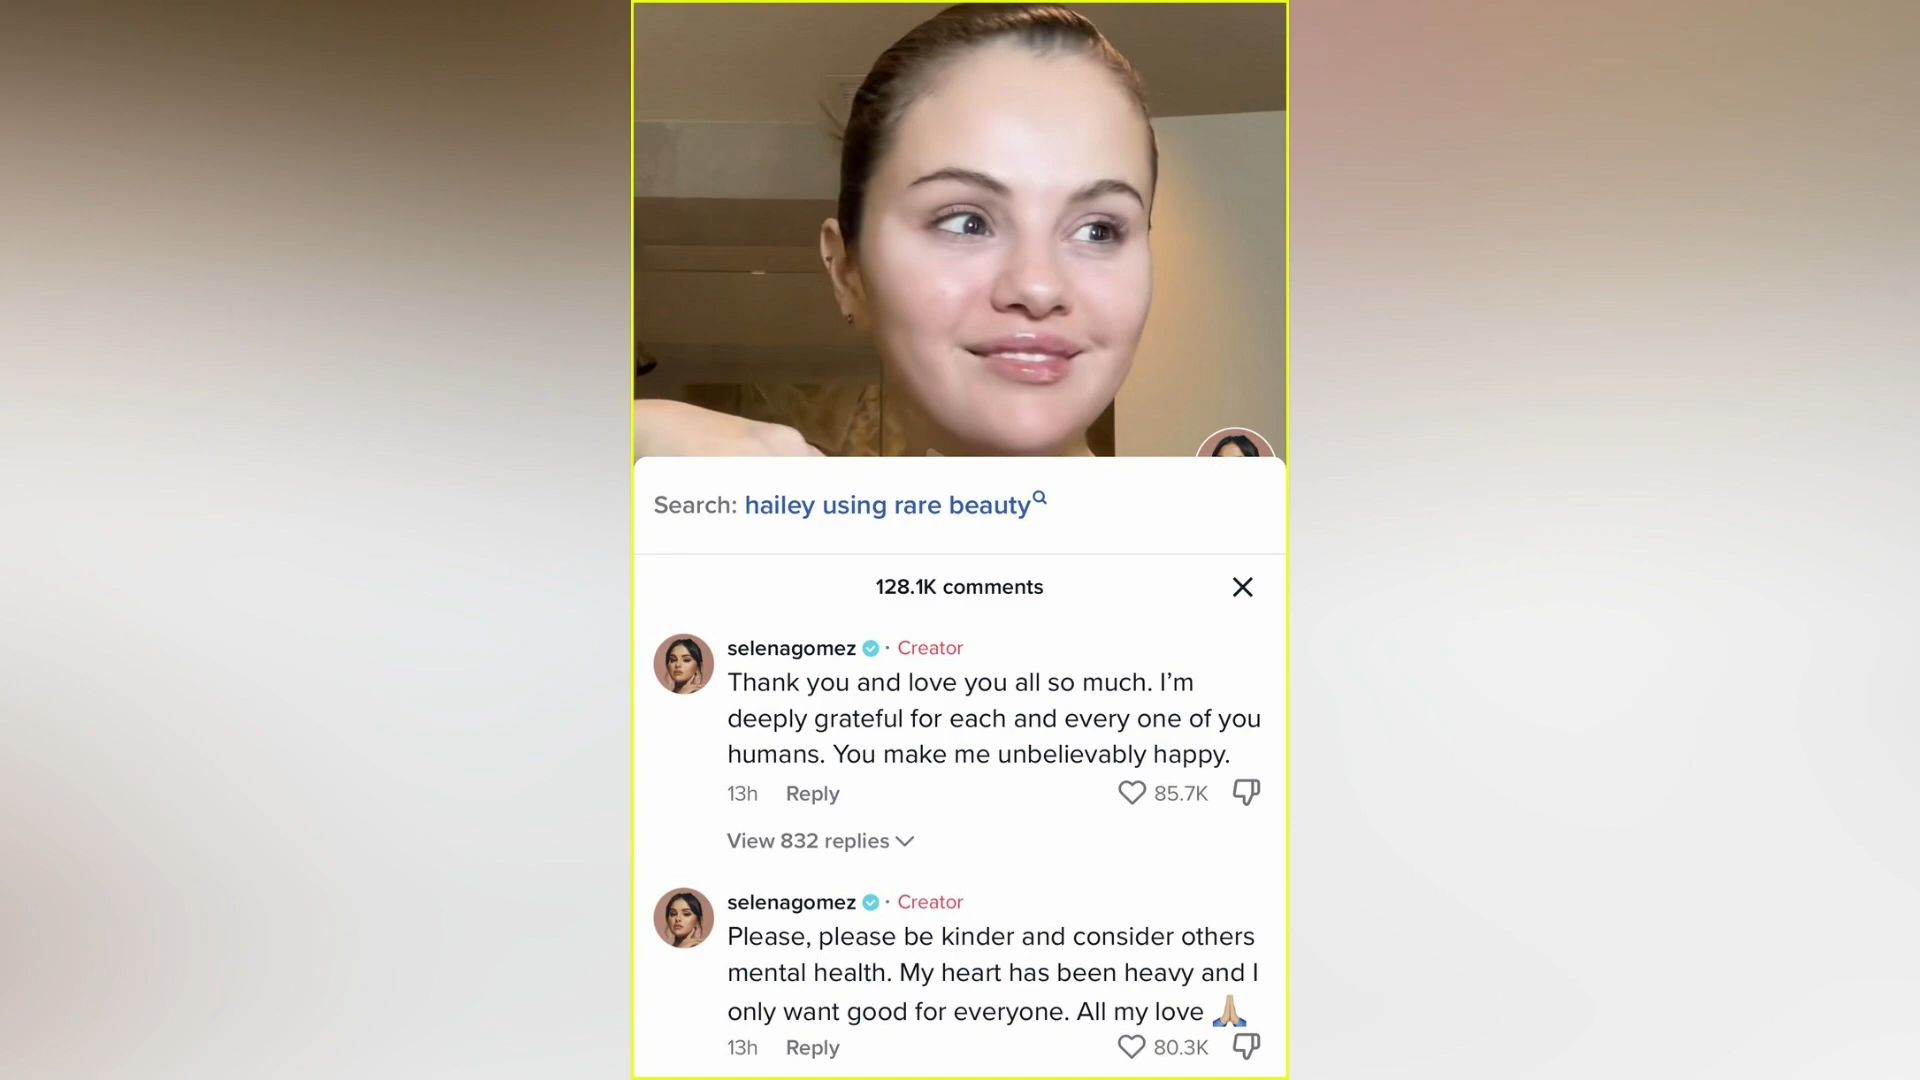 Search: hailey using rare beauty
128.1K comments
selenagomez · Creator
Thank you and love you all so much. I’m
deeply grateful for each and every one of you
humans. You make me unbelievably happy.
13h Reply 85.7K
View 832 replies
selenagomez · Creator
Please, please be kinder and consider others
mental health. My heart has been heavy and I
only want good for everyone. All my love 🙏🏼
13h Reply 80.3K